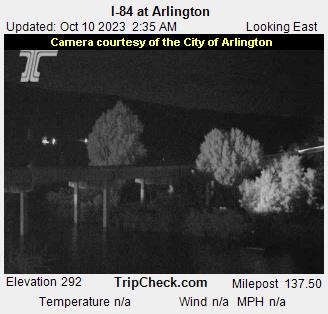 I-84 at Arlington
Updated: Oct 10 2023 2:35 AM Looking East
Camera courtesy of the City of Arlington
Elevation 292 TripCheck.com Milepost 137.50
Temperature n/a Wind n/a MPH n/a